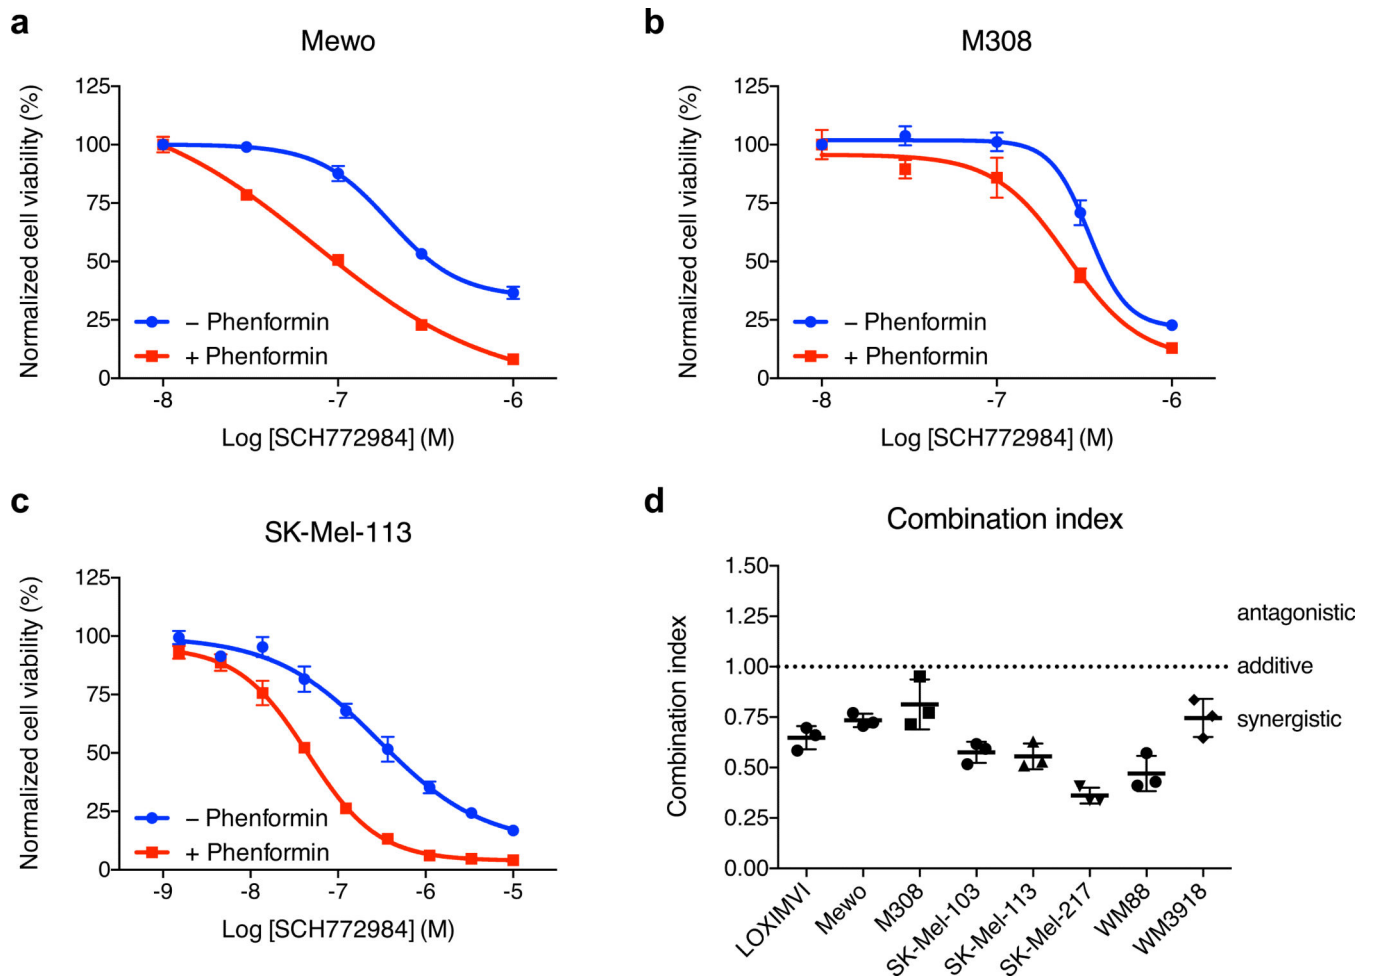 a
Mewo
Normalized cell viability (%)
125
100
75
50
25
0
– Phenformin
+ Phenformin
-8
-7
-6
Log [SCH772984] (M)
b
M308
Normalized cell viability (%)
125
100
75
50
25
0
– Phenformin
+ Phenformin
-8
-7
-6
Log [SCH772984] (M)
c
SK-Mel-113
Normalized cell viability (%)
125
100
75
50
25
0
– Phenformin
+ Phenformin
-9
-8
-7
-6
-5
Log [SCH772984] (M)
d
Combination index
Combination index
1.50
1.25
1.00
0.75
0.50
0.25
0.00
antagonistic
additive
synergistic
LOXIMVI
Mewo
M308
SK-Mel-103
SK-Mel-113
SK-Mel-217
WM88
WM3918